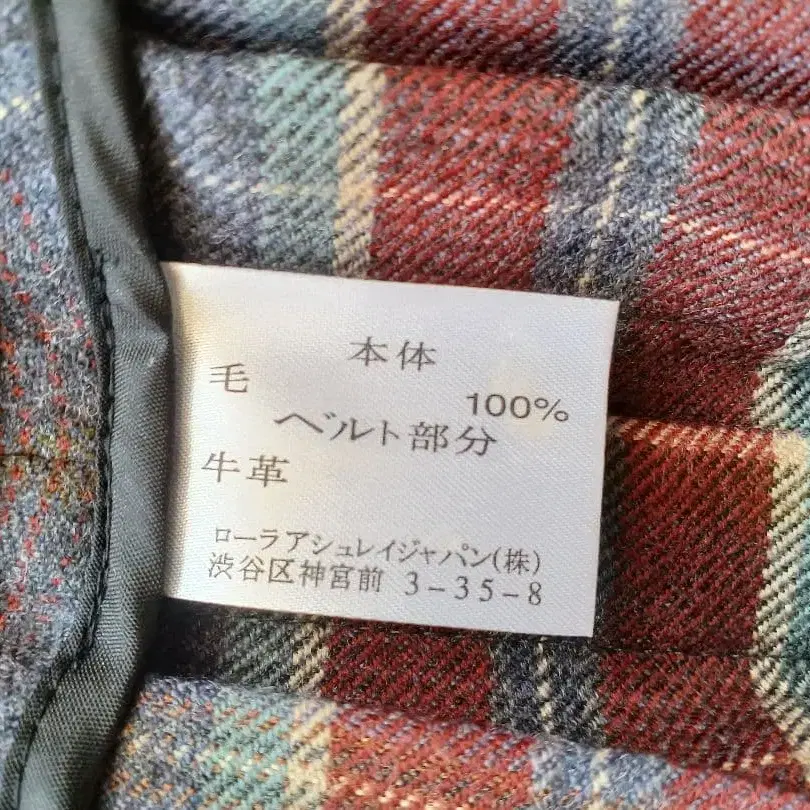 本体
毛 100%
ベルト部分
牛革
ローラアシュレイジャパン(株)
渋谷区神宮前 3-35-8